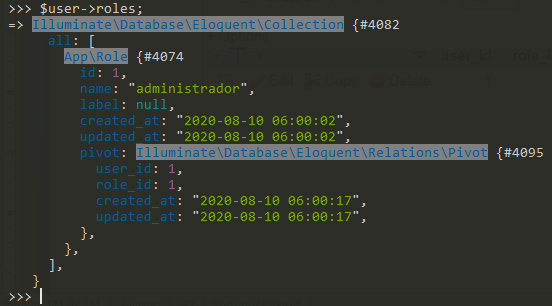 >>> $user->roles;
=> Illuminate\Database\Eloquent\Collection {#4082
all: [
App\Role {#4074
id: 1,
name: "administrador",
label: null,
created_at: "2020-08-10 06:00:02",
updated_at: "2020-08-10 06:00:02",
pivot: Illuminate\Database\Eloquent\Relations\Pivot {#4095
user_id: 1,
role_id: 1,
created_at: "2020-08-10 06:00:17",
updated_at: "2020-08-10 06:00:17",
},
},
],
}
>>>